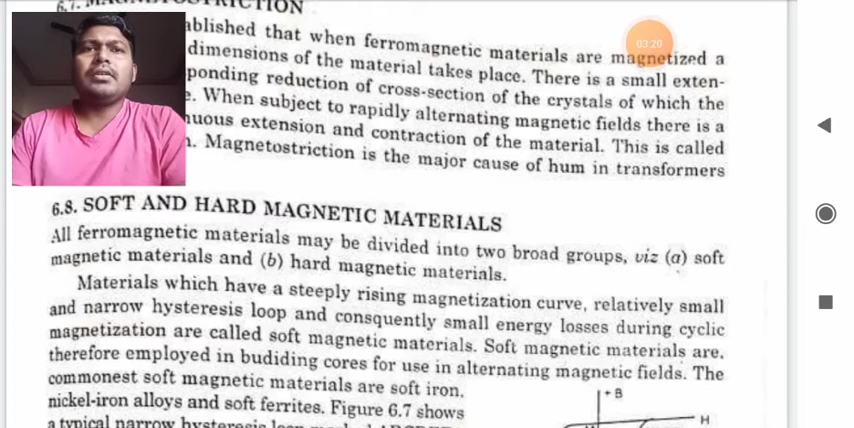 6.7. MAGNETOSTRICTION
ablished that when ferromagnetic materials are magnetized a
dimensions of the material takes place. There is a small exten-
ponding reduction of cross-section of the crystals of which the
e. When subject to rapidly alternating magnetic fields there is a
nuous extension and contraction of the material. This is called
n. Magnetostriction is the major cause of hum in transformers
03:20
6.8. SOFT AND HARD MAGNETIC MATERIALS
All ferromagnetic materials may be divided into two broad groups, viz (a) soft
magnetic materials and (b) hard magnetic materials.
Materials which have a steeply rising magnetization curve, relatively small
and narrow hysteresis loop and consquently small energy losses during cyclic
magnetization are called soft magnetic materials. Soft magnetic materials are.
therefore employed in budiding cores for use in alternating magnetic fields. The
commonest soft magnetic materials are soft iron.
nickel-iron alloys and soft ferrites. Figure 6.7 shows
a typical narrow hysteresis loop
+B
H